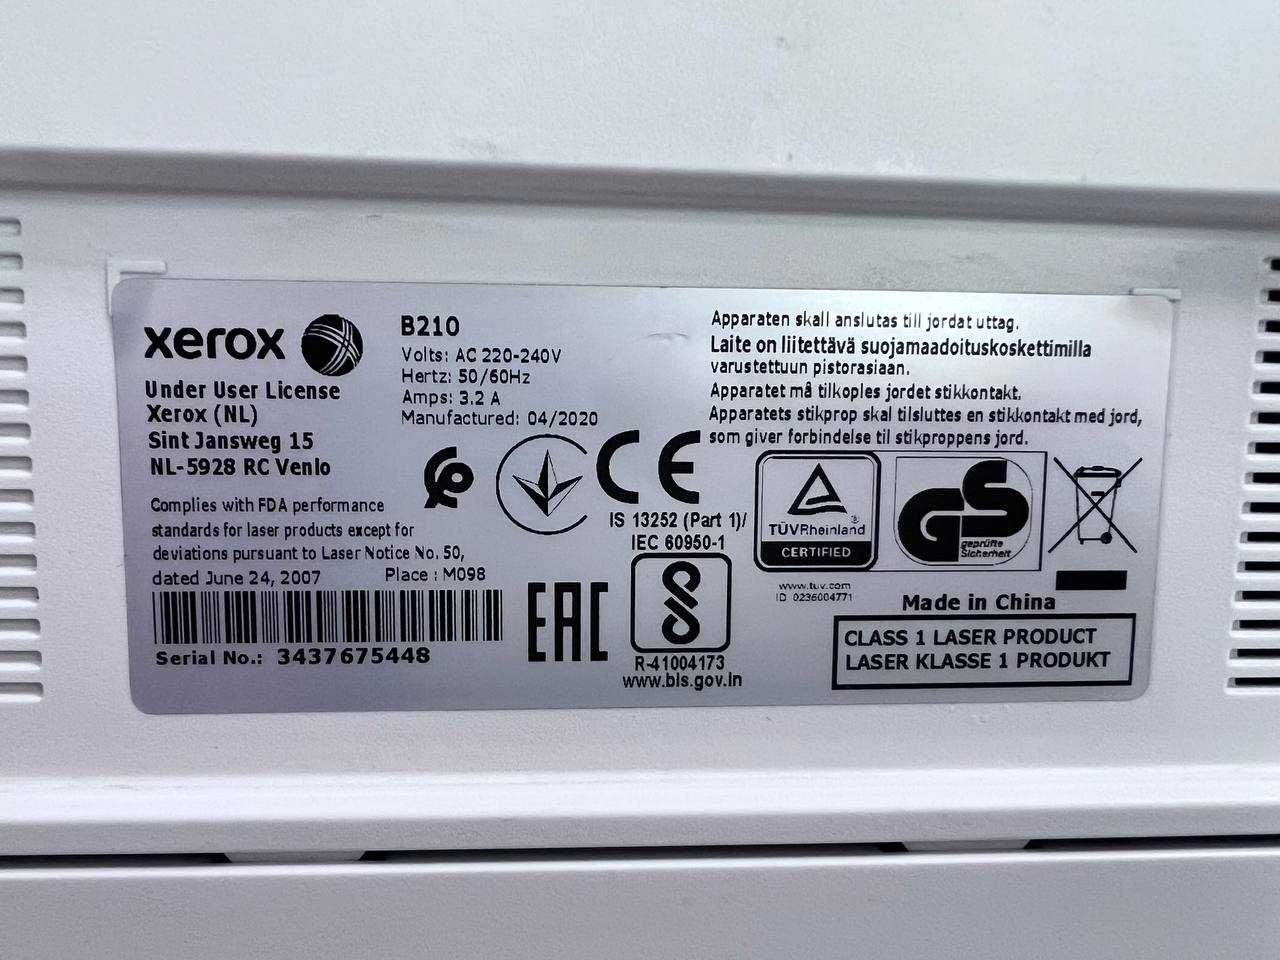 xerox
Under User License
Xerox (NL)
Sint Jansweg 15
NL-5928 RC Venlo
Complies with FDA performance
standards for laser products except for
deviations pursuant to Laser Notice No. 50,
dated June 24, 2007 Place : M098
Serial No.: 3437675448
B210
Volts: AC 220-240V
Hertz: 50/60Hz
Amps: 3.2 A
Manufactured: 04/2020
CE
IS 13252 (Part 1)/
IEC 60950-1
EAC
R-41004173
www.bis.gov.in
Apparaten skall anslutas till jordat uttag.
Laite on liitettävä suojamaadoituskoskettimilla
varustettuun pistorasiaan.
Apparatet må tilkoples jordet stikkontakt.
Apparatets stikprop skal tilsluttes en stikkontakt med jord,
som giver forbindelse til stikproppens jord.
TÜVRheinland®
CERTIFIED
www.tuv.com
ID 0236004771
GS
geprüfte
Sicherheit
Made in China
CLASS 1 LASER PRODUCT
LASER KLASSE 1 PRODUKT